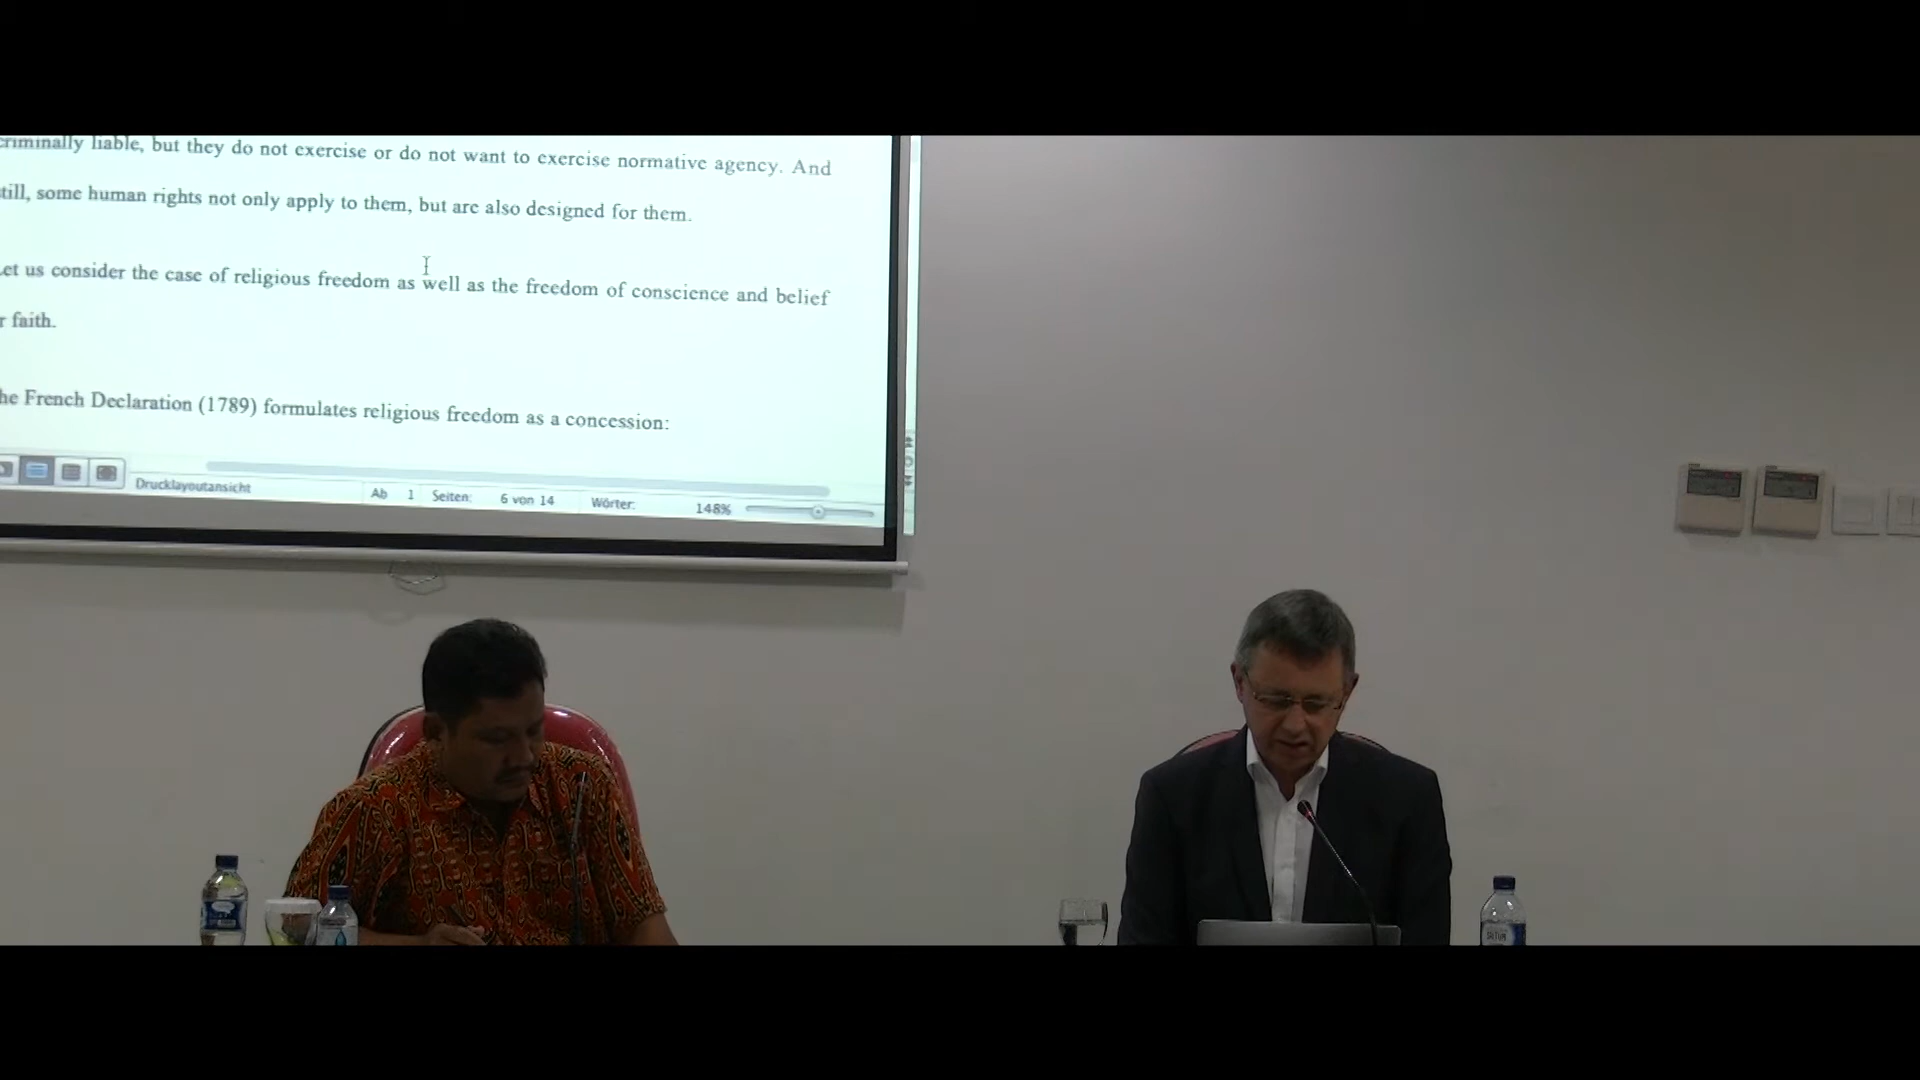 criminally liable, but they do not exercise or do not want to exercise normative agency. And
till, some human rights not only apply to them, but are also designed for them.
et us consider the case of religious freedom as well as the freedom of conscience and belief
r faith.
he French Declaration (1789) formulates religious freedom as a concession:
Drucklayoutansicht Ab 1 Seiten: 6 von 14 Wörter: 148%